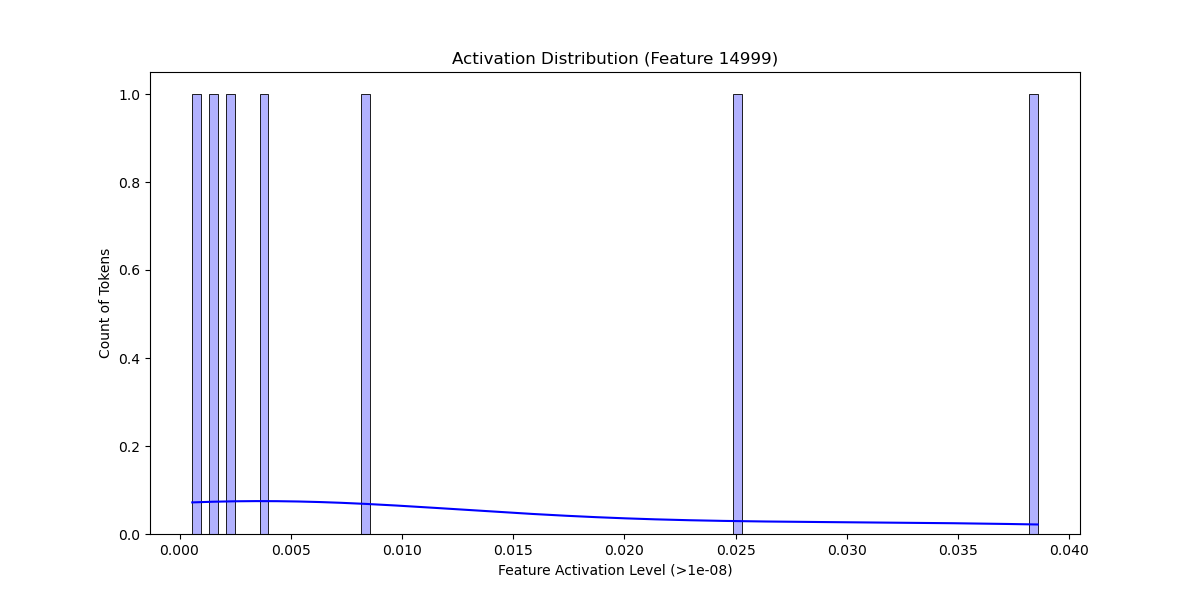 Activation Distribution (Feature 14999)
1.0
0.8
0.6
0.4
0.2
0.0
Count of Tokens
0.000 0.005 0.010 0.015 0.020 0.025 0.030 0.035 0.040
Feature Activation Level (>1e-08)